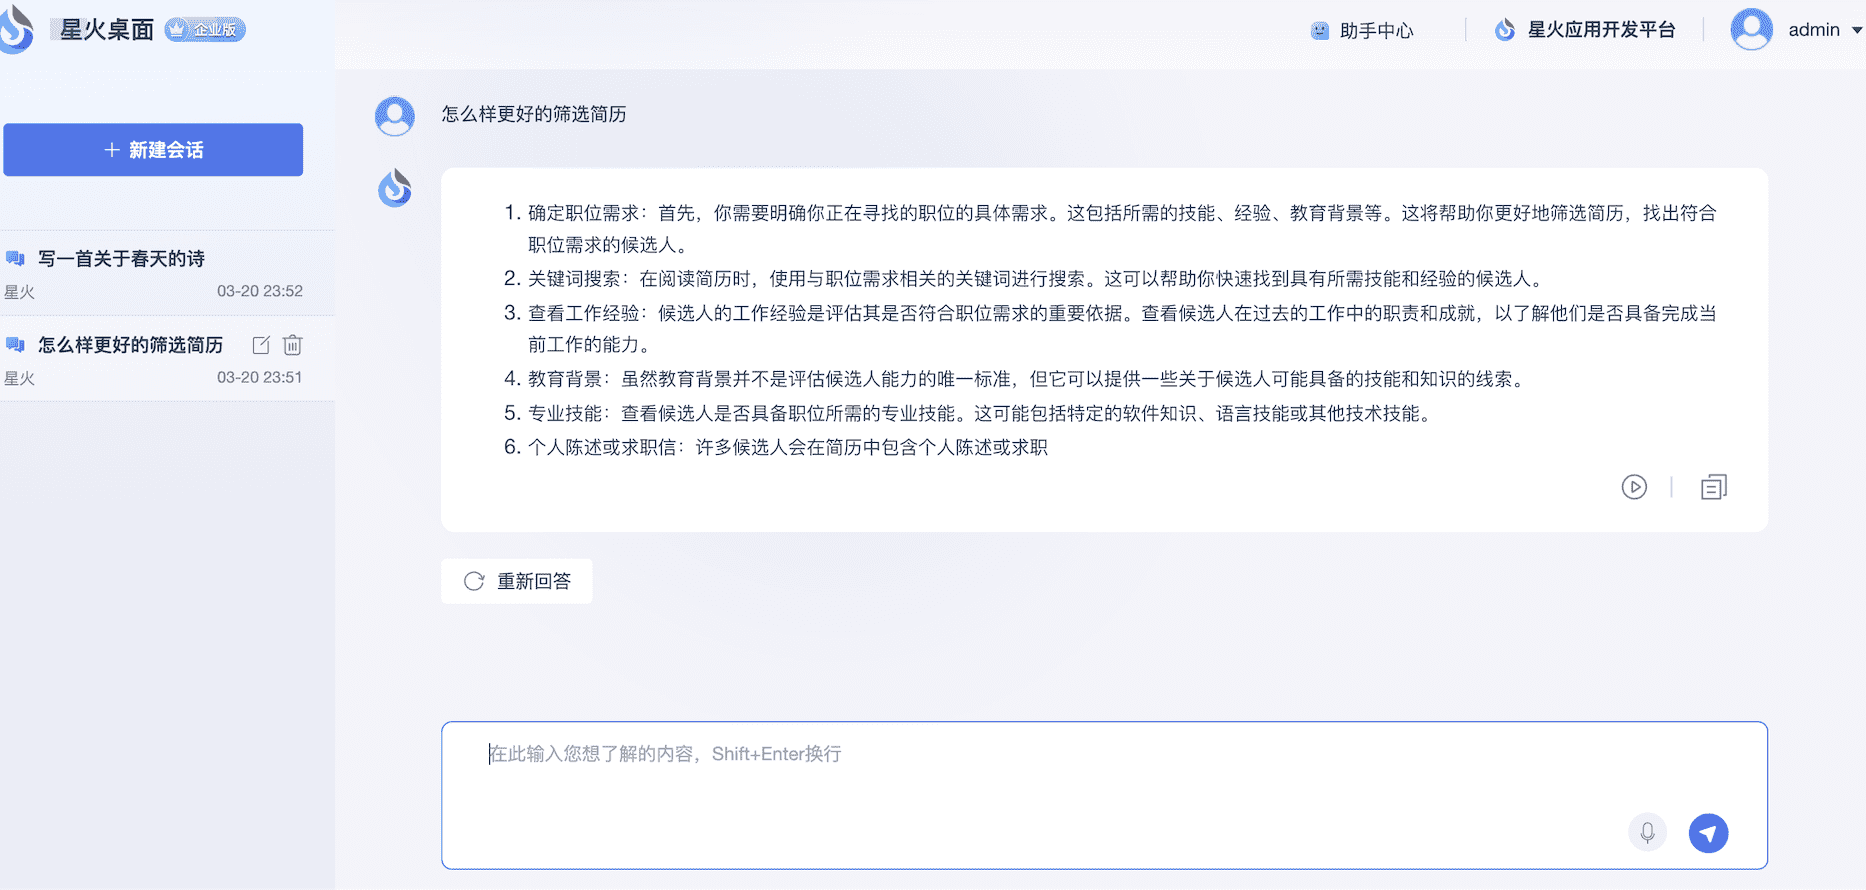 星火桌面 企业版
助手中心 星火应用开发平台 admin
+ 新建会话
写一首关于春天的诗
星火 03-20 23:52
怎么样更好的筛选简历
星火 03-20 23:51
怎么样更好的筛选简历
1. 确定职位需求：首先，你需要明确你正在寻找的职位的具体需求。这包括所需的技能、经验、教育背景等。这将帮助你更好地筛选简历，找出符合
职位需求的候选人。
2. 关键词搜索：在阅读简历时，使用与职位需求相关的关键词进行搜索。这可以帮助你快速找到具有所需技能和经验的候选人。
3. 查看工作经验：候选人的工作经验是评估其是否符合职位需求的重要依据。查看候选人在过去的工作中的职责和成就，以了解他们是否具备完成当
前工作的能力。
4. 教育背景：虽然教育背景并不是评估候选人能力的唯一标准，但它可以提供一些关于候选人可能具备的技能和知识的线索。
5. 专业技能：查看候选人是否具备职位所需的专业技能。这可能包括特定的软件知识、语言技能或其他技术技能。
6. 个人陈述或求职信：许多候选人会在简历中包含个人陈述或求职
重新回答
在此输入您想了解的内容，Shift+Enter换行